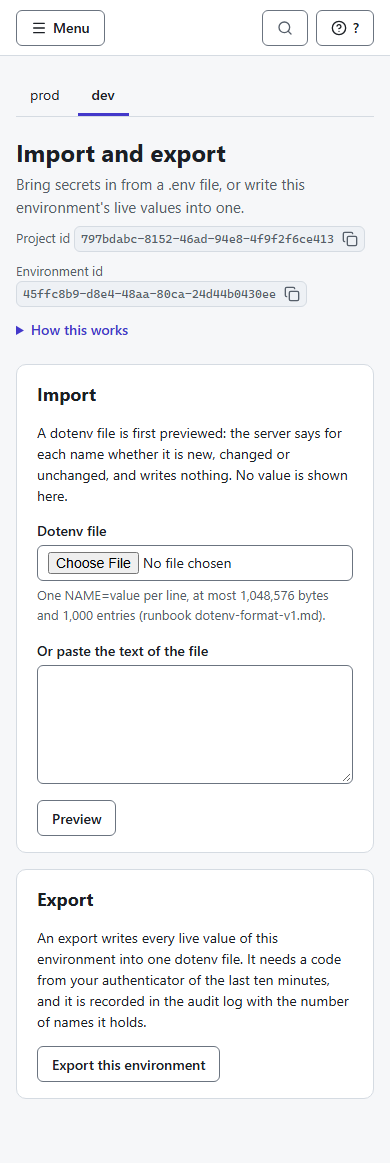 Menu
?
prod
dev
Import and export
Bring secrets in from a .env file, or write this
environment's live values into one.
Project id 797bdabc-8152-46ad-94e8-4f9f2f6ce413
Environment id
45ffc8b9-d8e4-48aa-80ca-24d44b0430ee
How this works
Import
A dotenv file is first previewed: the server says for
each name whether it is new, changed or
unchanged, and writes nothing. No value is shown
here.
Dotenv file
Choose File No file chosen
One NAME=value per line, at most 1,048,576 bytes
and 1,000 entries (runbook dotenv-format-v1.md).
Or paste the text of the file
Preview
Export
An export writes every live value of this
environment into one dotenv file. It needs a code
from your authenticator of the last ten minutes,
and it is recorded in the audit log with the number
of names it holds.
Export this environment